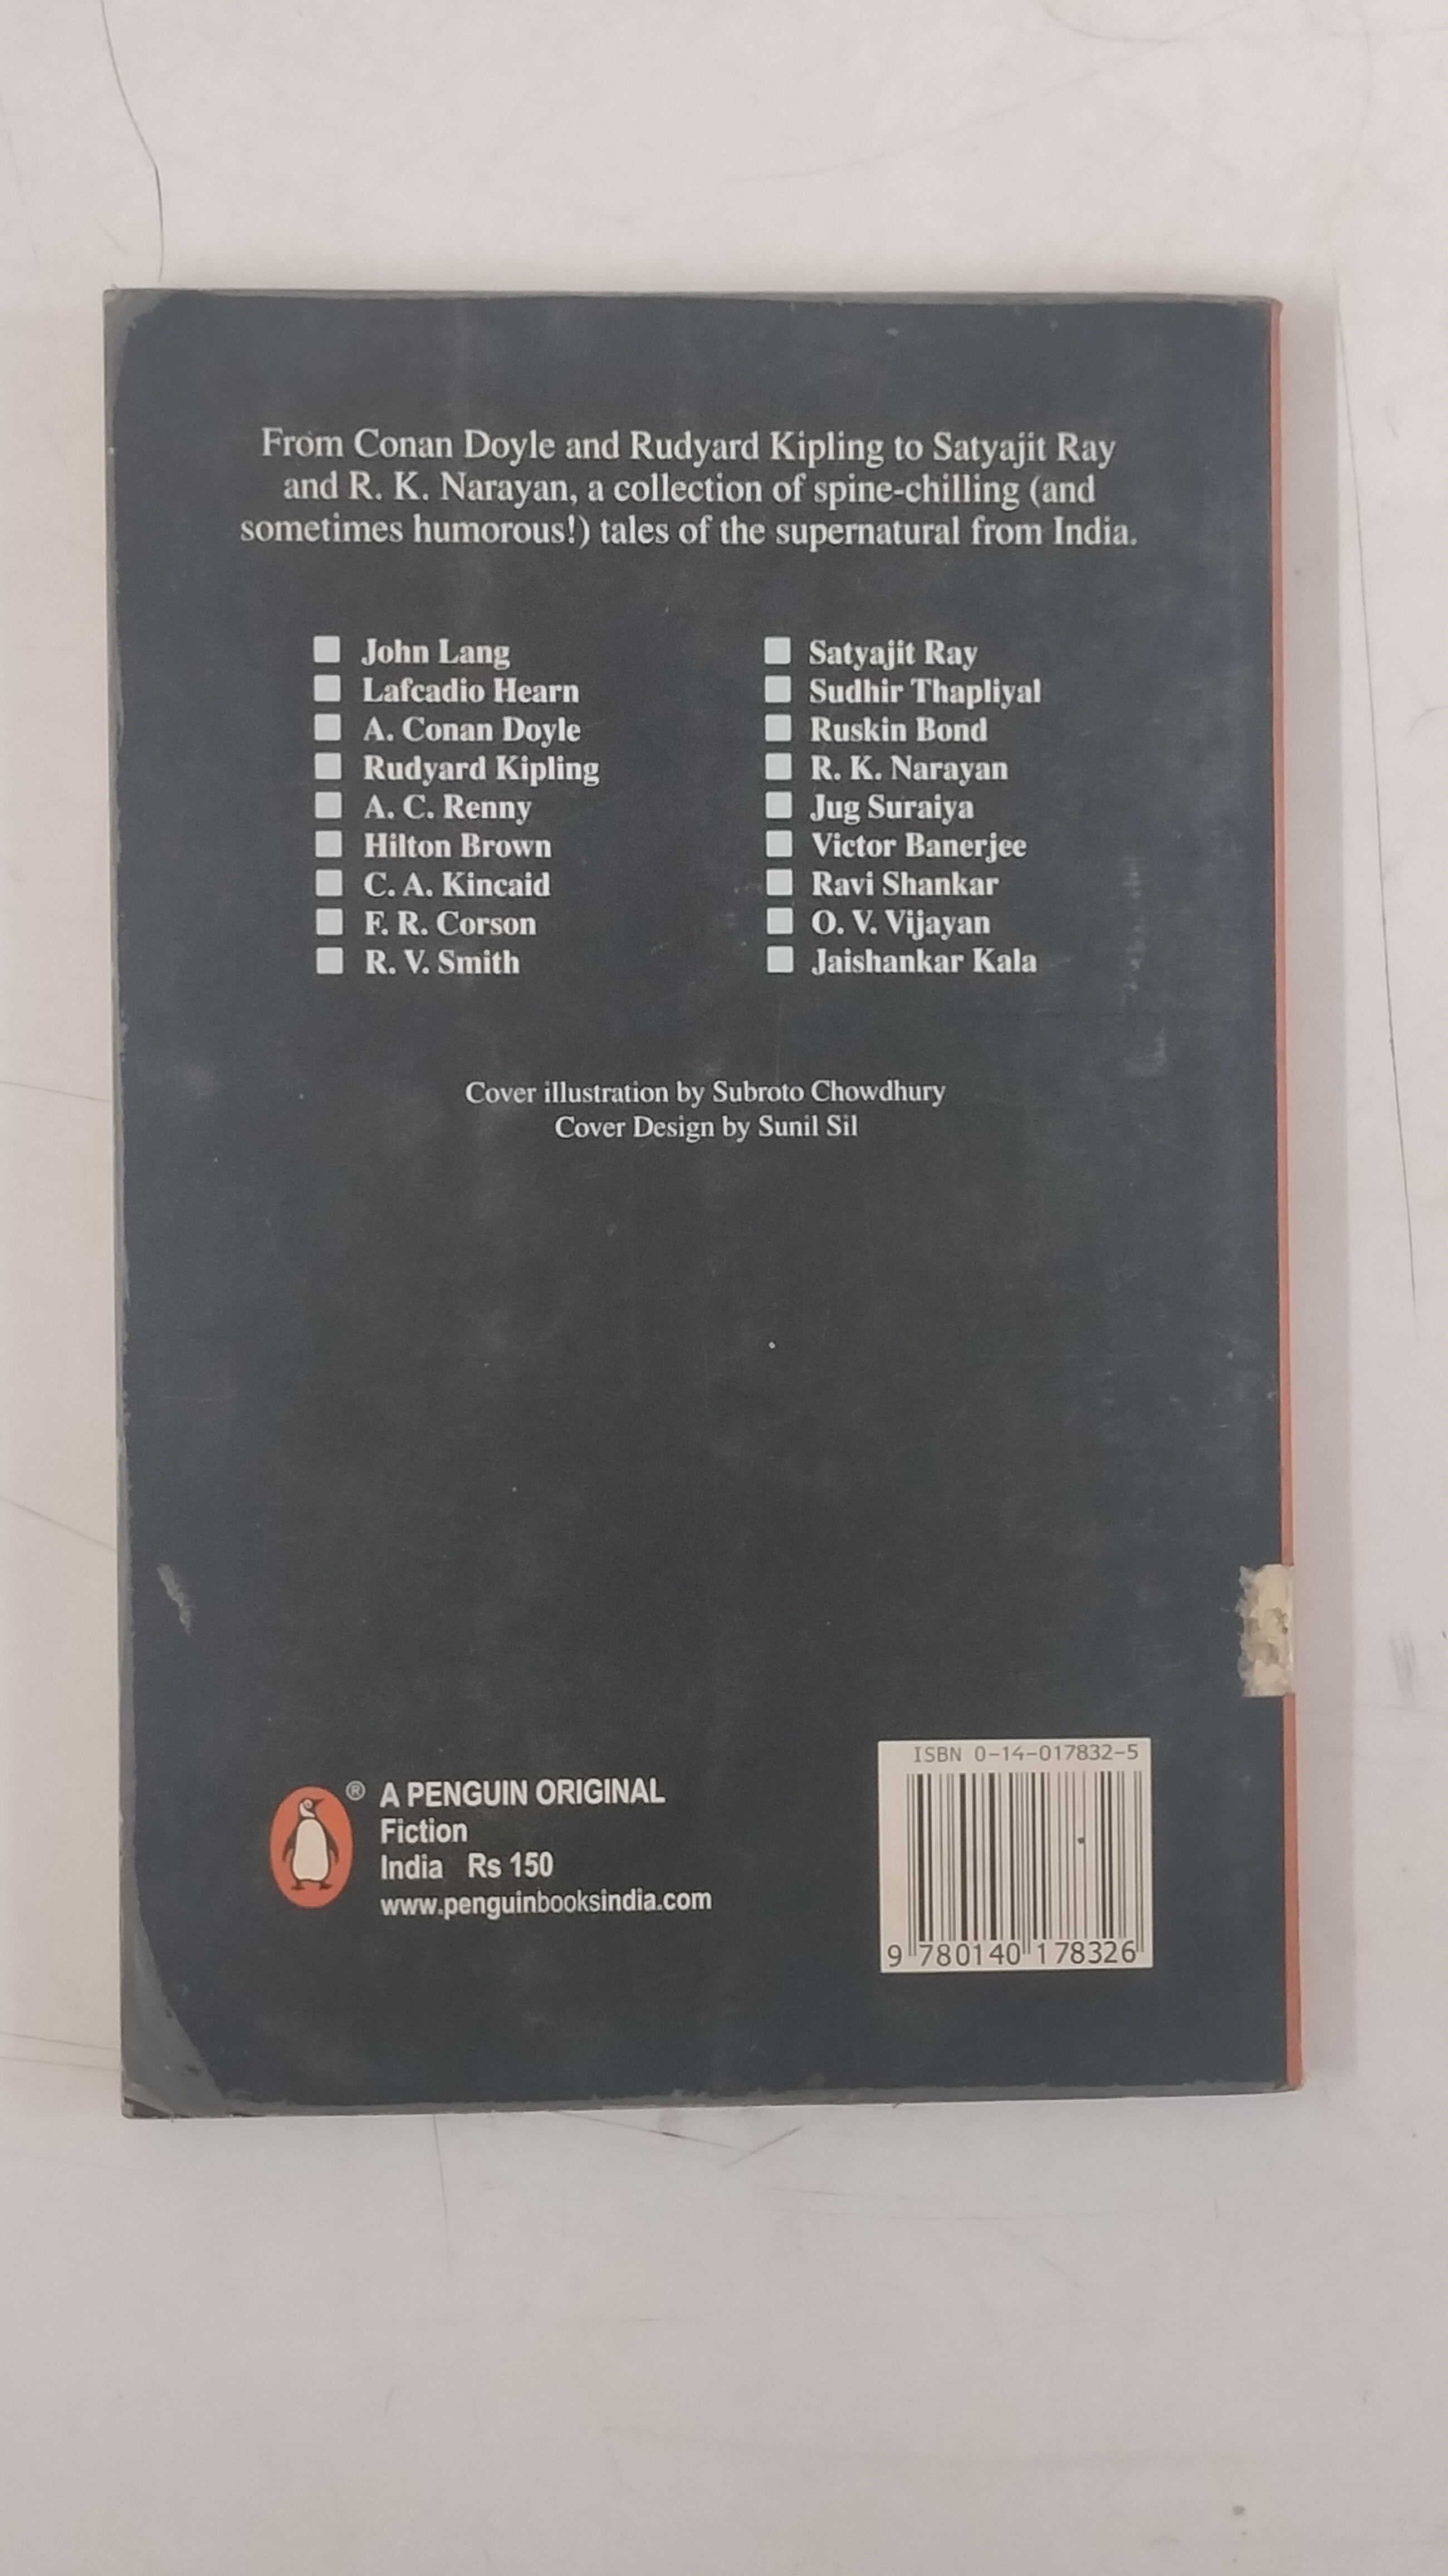 From Conan Doyle and Rudyard Kipling to Satyajit Ray
and R. K. Narayan, a collection of spine-chilling (and
sometimes humorous!) tales of the supernatural from India.
John Lang
Lafcadio Hearn
A. Conan Doyle
Rudyard Kipling
A. C. Renny
Hilton Brown
C. A. Kincaid
F. R. Corson
R. V. Smith
Satyajit Ray
Sudhir Thapliyal
Ruskin Bond
R. K. Narayan
Jug Suraiya
Victor Banerjee
Ravi Shankar
O. V. Vijayan
Jaishankar Kala
Cover illustration by Subroto Chowdhury
Cover Design by Sunil Sil
® A PENGUIN ORIGINAL
Fiction
India Rs 150
www.penguinbooksindia.com
ISBN 0-14-017832-5
9 780140 178326